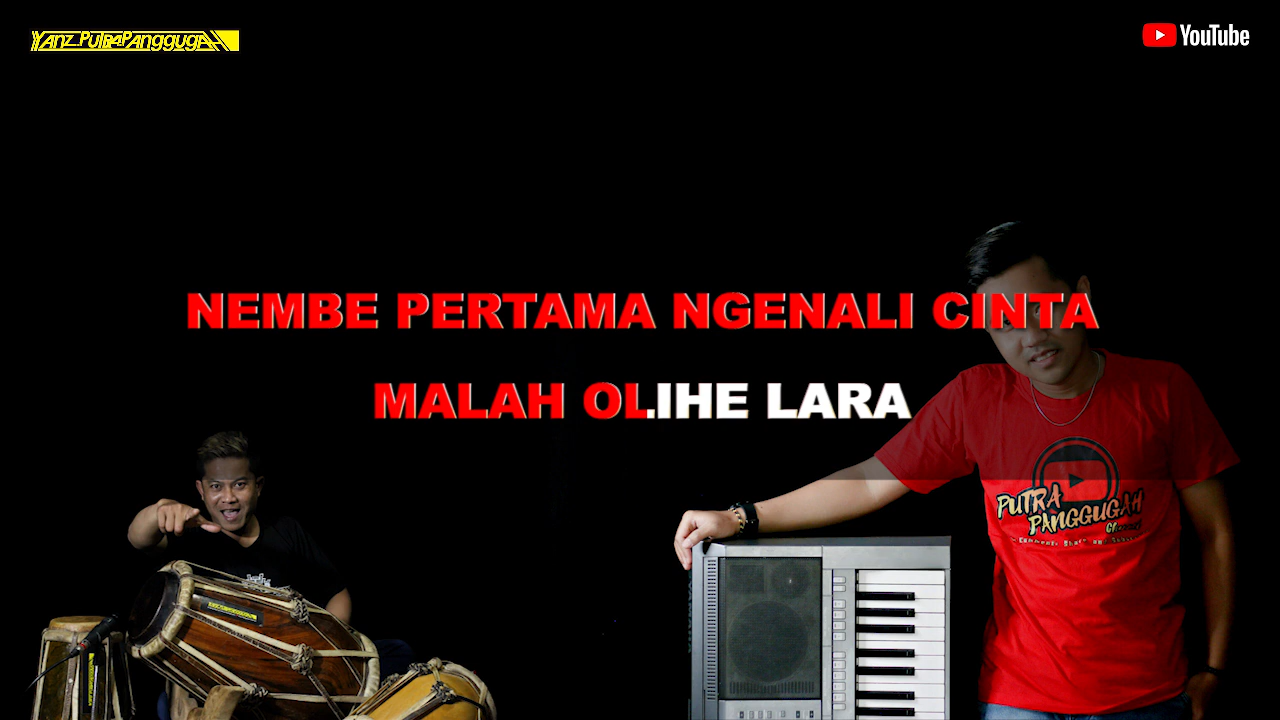 Yanz PutraPanggugah
YouTube
NEMBE PERTAMA NGENALI CINTA
MALAH OLIHE LARA
PUTRA
PANGGUGAH